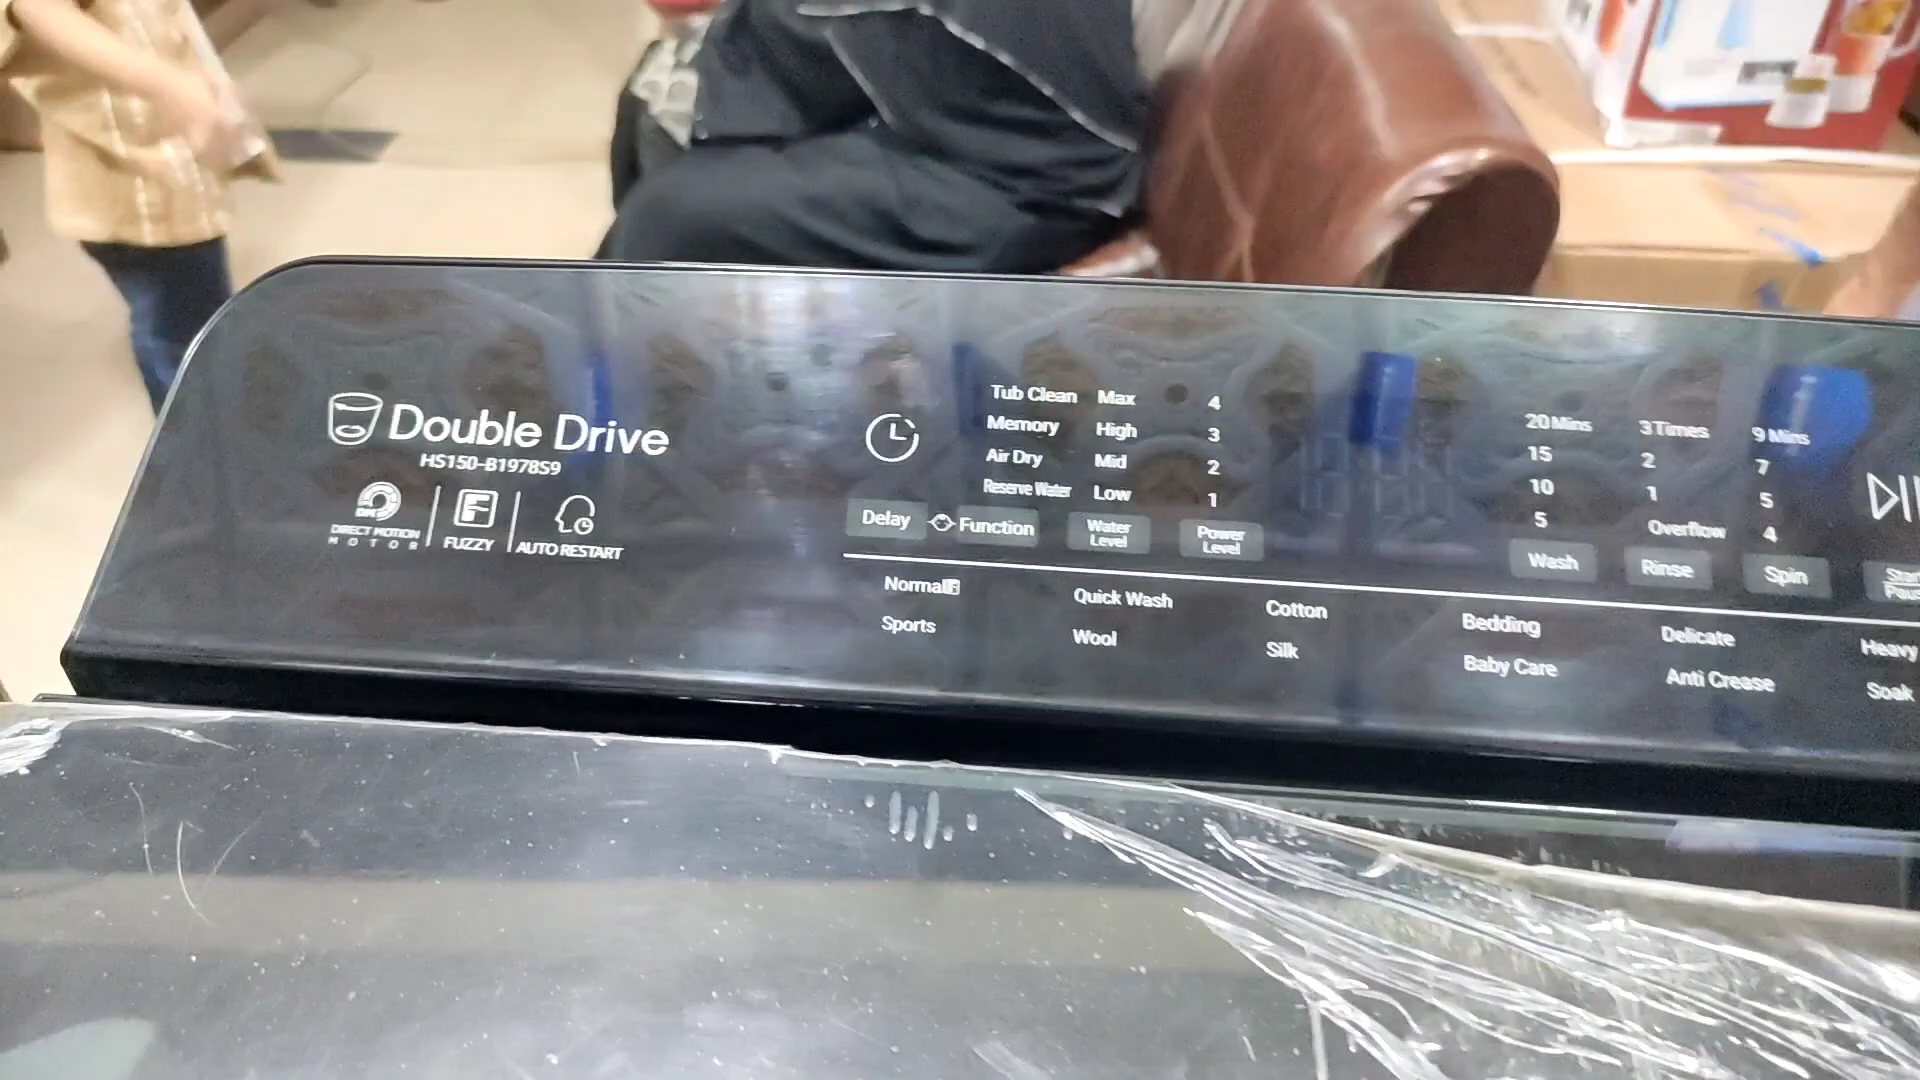 Double Drive
HS150-B1978S9
DM
DIRECT MOTION
MOTOR
FUZZY
AUTO RESTART
Tub Clean
Memory
Air Dry
Reserve Water
Max
High
Mid
Low
4
3
2
1
Delay
Function
Water
Level
Power
Level
20 Mins
15
10
5
3 Times
2
1
Overflow
9 Mins
7
5
4
Wash
Rinse
Spin
Normal F
Quick Wash
Cotton
Bedding
Delicate
Heavy
Sports
Wool
Silk
Baby Care
Anti Crease
Soak